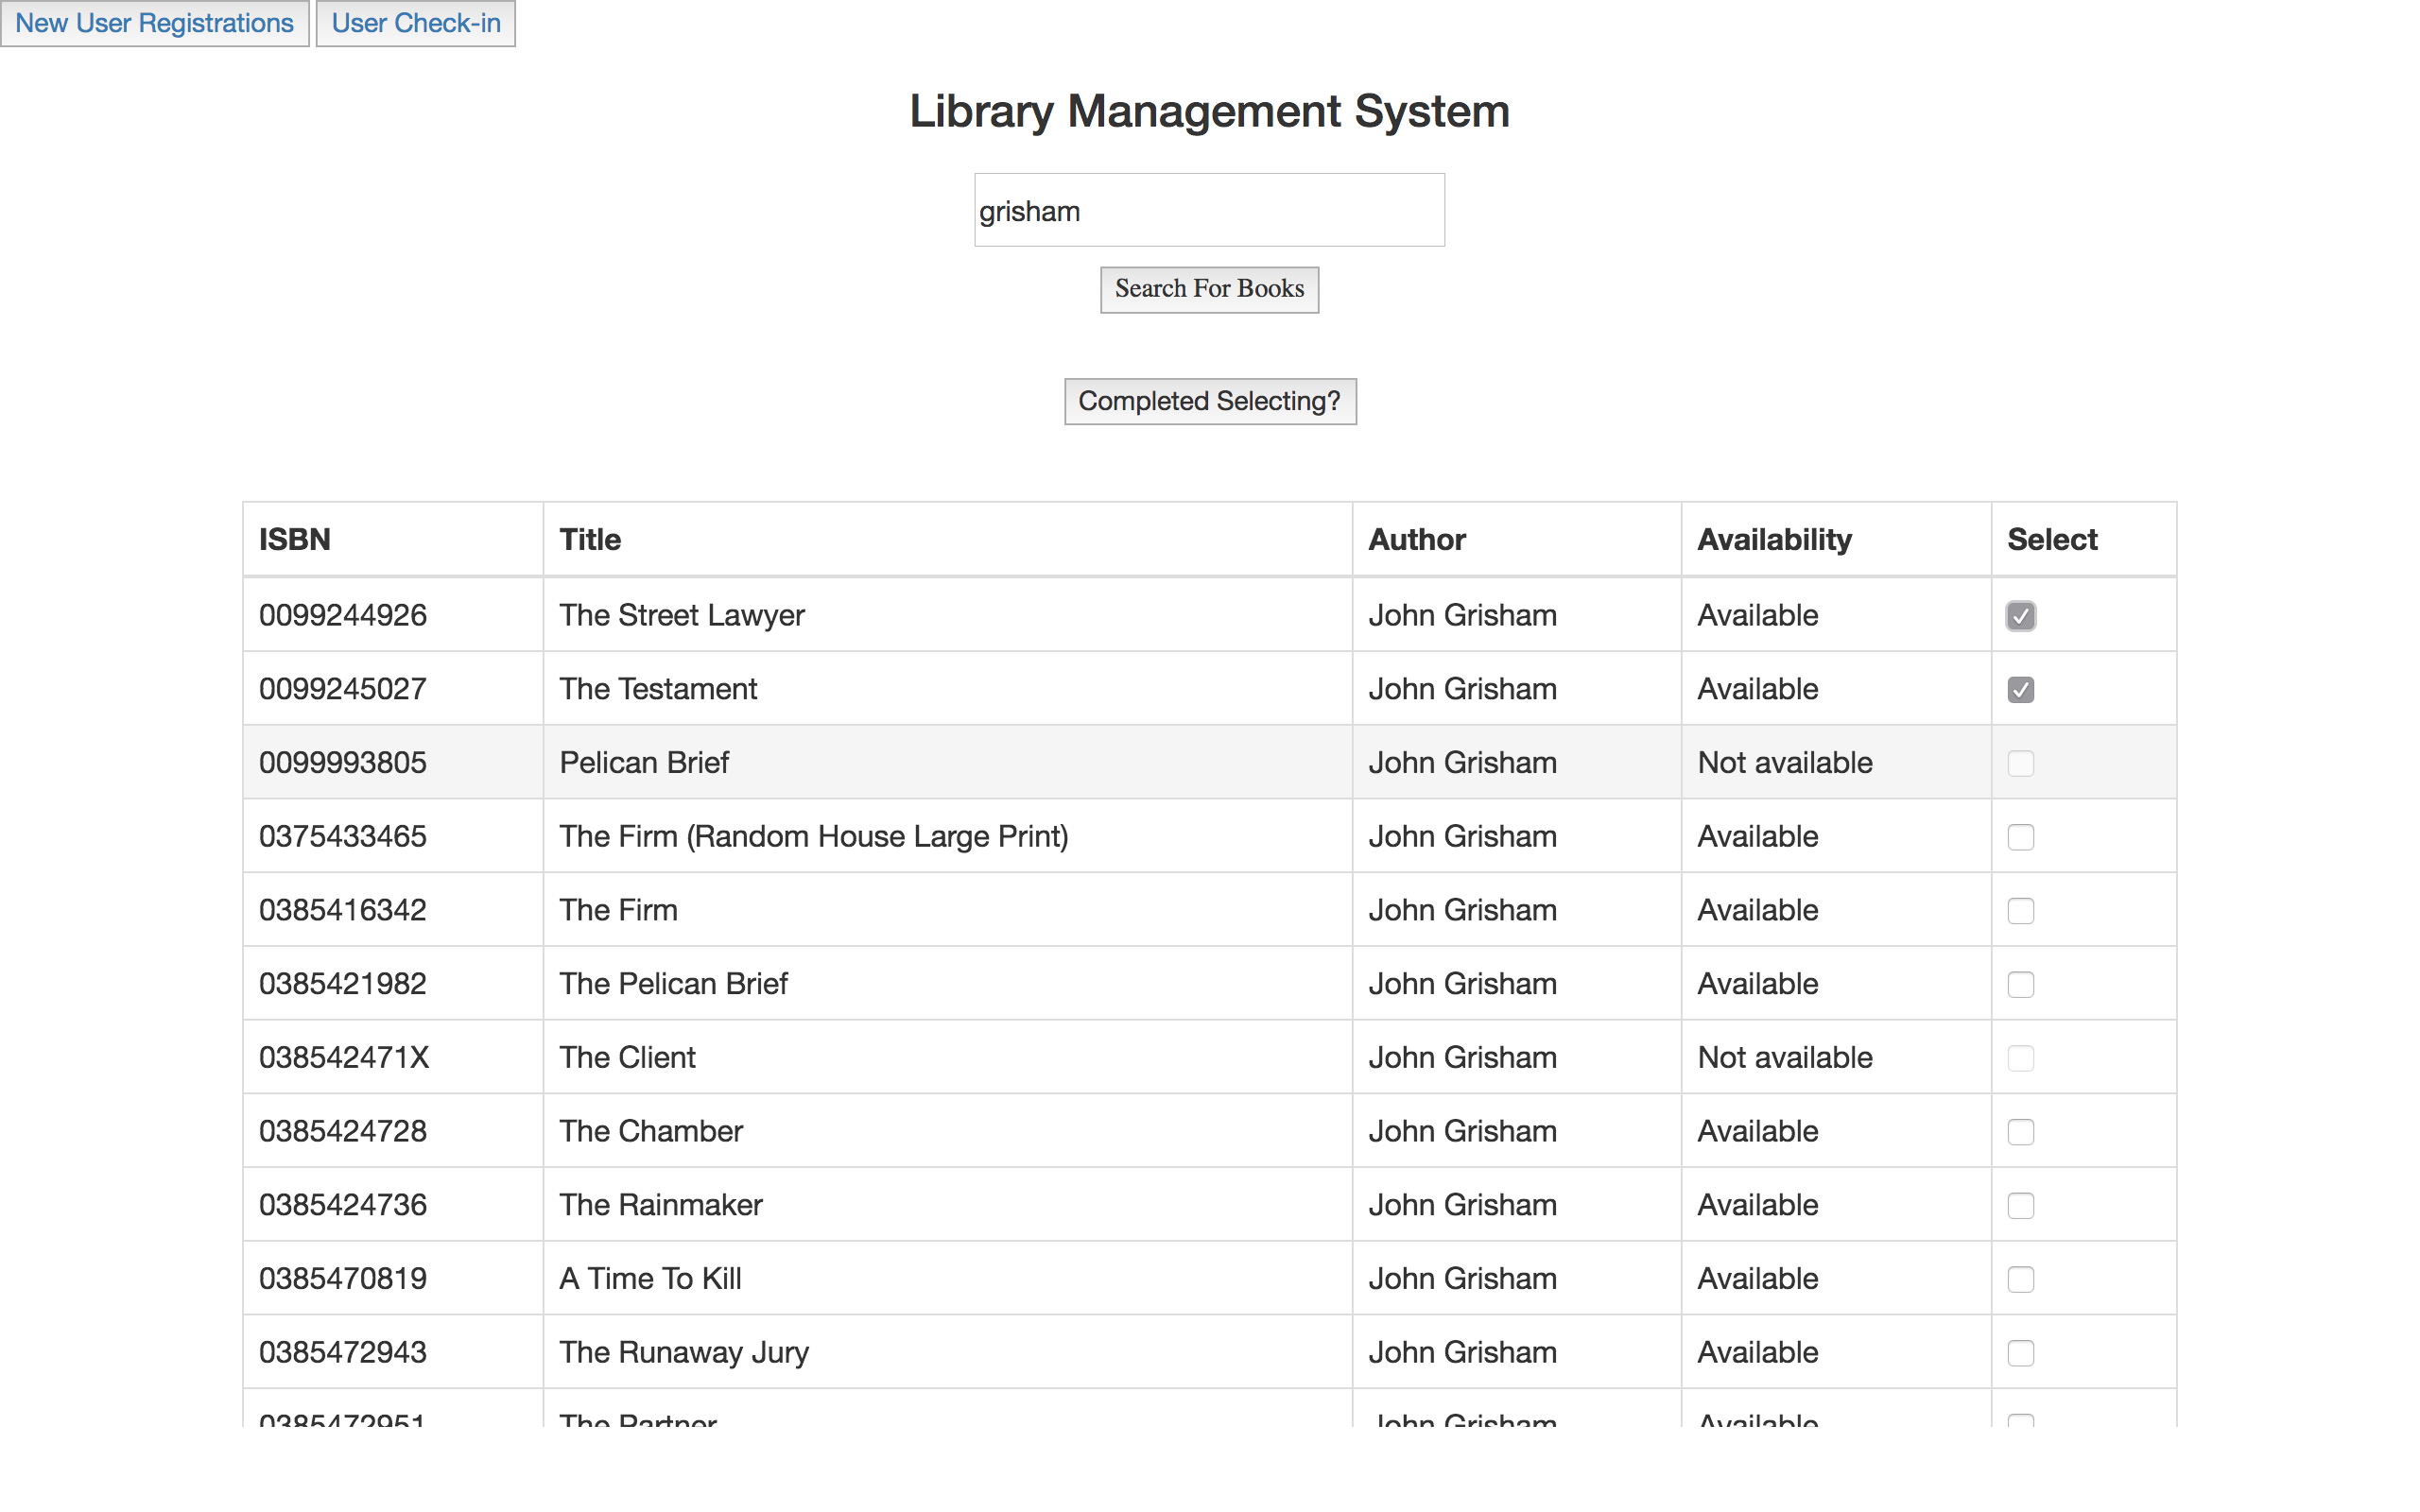 New User Registrations User Check-in
Library Management System
grisham
Search For Books
Completed Selecting?
ISBN Title Author Availability Select
0099244926 The Street Lawyer John Grisham Available
0099245027 The Testament John Grisham Available
0099993805 Pelican Brief John Grisham Not available
0375433465 The Firm (Random House Large Print) John Grisham Available
0385416342 The Firm John Grisham Available
0385421982 The Pelican Brief John Grisham Available
038542471X The Client John Grisham Not available
0385424728 The Chamber John Grisham Available
0385424736 The Rainmaker John Grisham Available
0385470819 A Time To Kill John Grisham Available
0385472943 The Runaway Jury John Grisham Available
0385472951 The Partner John Grisham Available